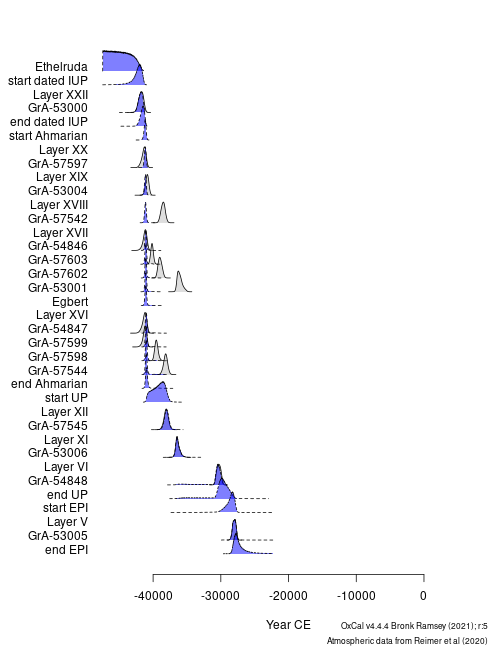 Ethelruda
start dated IUP
Layer XXII
GrA-53000
end dated IUP
start Ahmarian
Layer XX
GrA-57597
Layer XIX
GrA-53004
Layer XVIII
GrA-57542
Layer XVII
GrA-54846
GrA-57603
GrA-57602
GrA-53001
Egbert
Layer XVI
GrA-54847
GrA-57599
GrA-57598
GrA-57544
end Ahmarian
start UP
Layer XII
GrA-57545
Layer XI
GrA-53006
Layer VI
GrA-54848
end UP
start EPI
Layer V
GrA-53005
end EPI
-40000 -30000 -20000 -10000 0
Year CE
OxCal v4.4.4 Bronk Ramsey (2021); r:5
Atmospheric data from Reimer et al (2020)